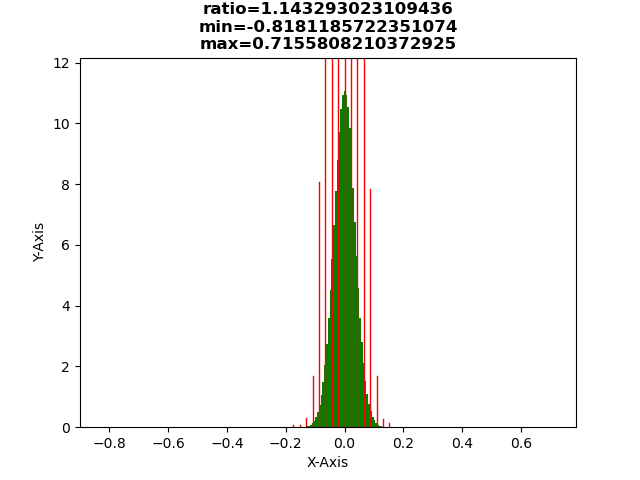 ratio=1.143293023109436
min=-0.8181185722351074
max=0.7155808210372925
12
10
8
6
4
2
0
Y-Axis
−0.8 −0.6 −0.4 −0.2 0.0 0.2 0.4 0.6
X-Axis